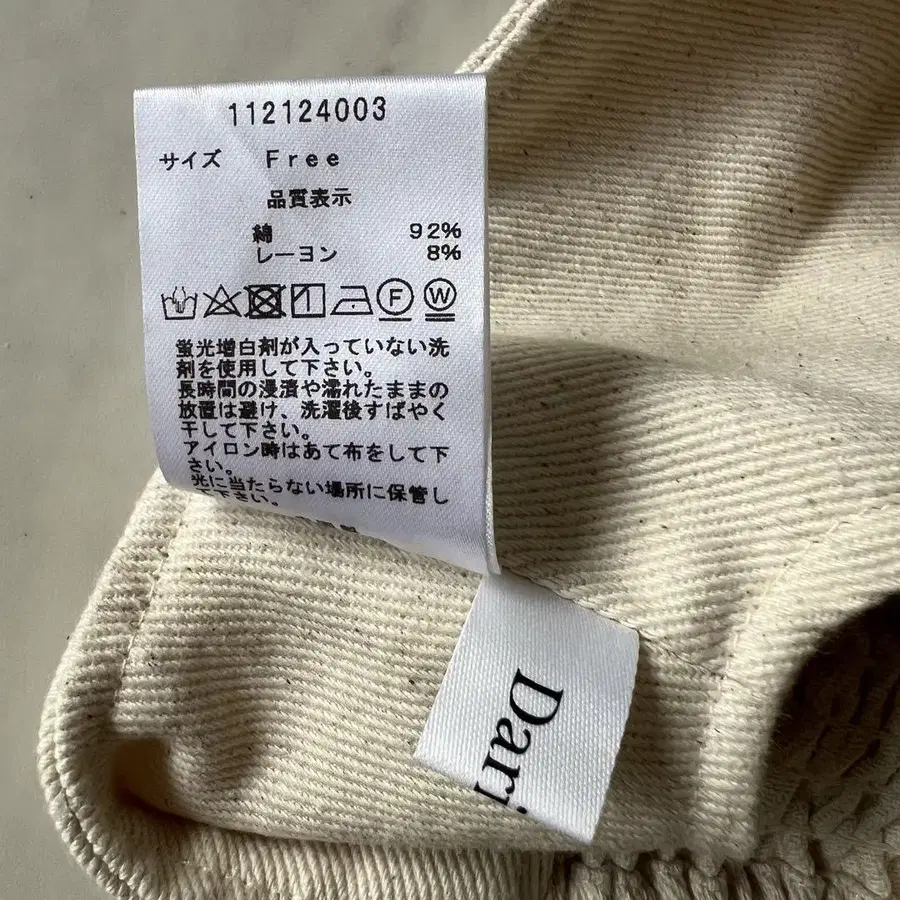 112124003
サイズ Free
品質表示
綿 92%
レーヨン 8%
F W
蛍光増白剤が入っていない洗
剤を使用して下さい。
長時間の浸漬や濡れたままの
放置は避け、洗濯後すばやく
干して下さい。
アイロン時はあて布をして下
さい。
光に当たらない場所に保管し
て下さい。
Dari